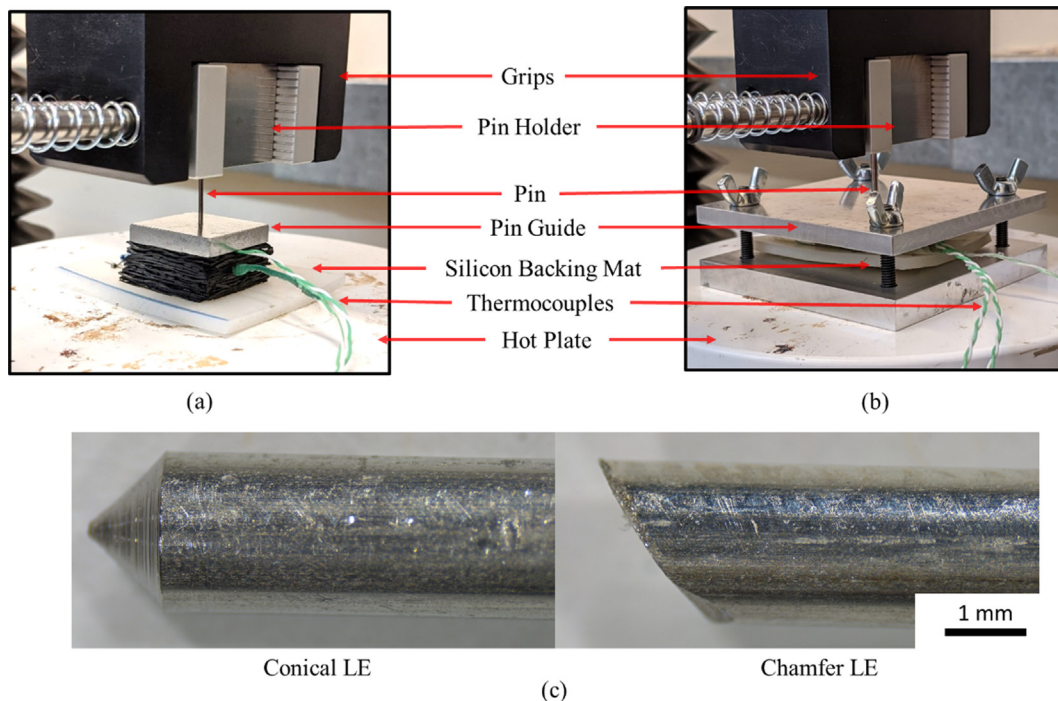 Grips
Pin Holder
Pin
Pin Guide
Silicon Backing Mat
Thermocouples
Hot Plate
(a)
(b)
1 mm
Conical LE
Chamfer LE
(c)